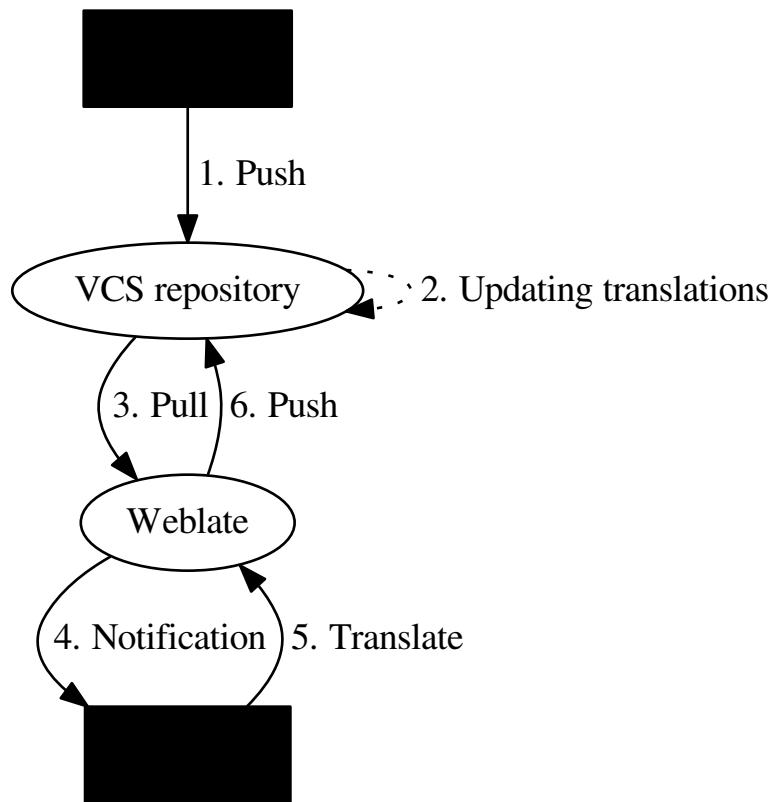 1. Push
VCS repository
2. Updating translations
3. Pull
6. Push
Weblate
4. Notification
5. Translate